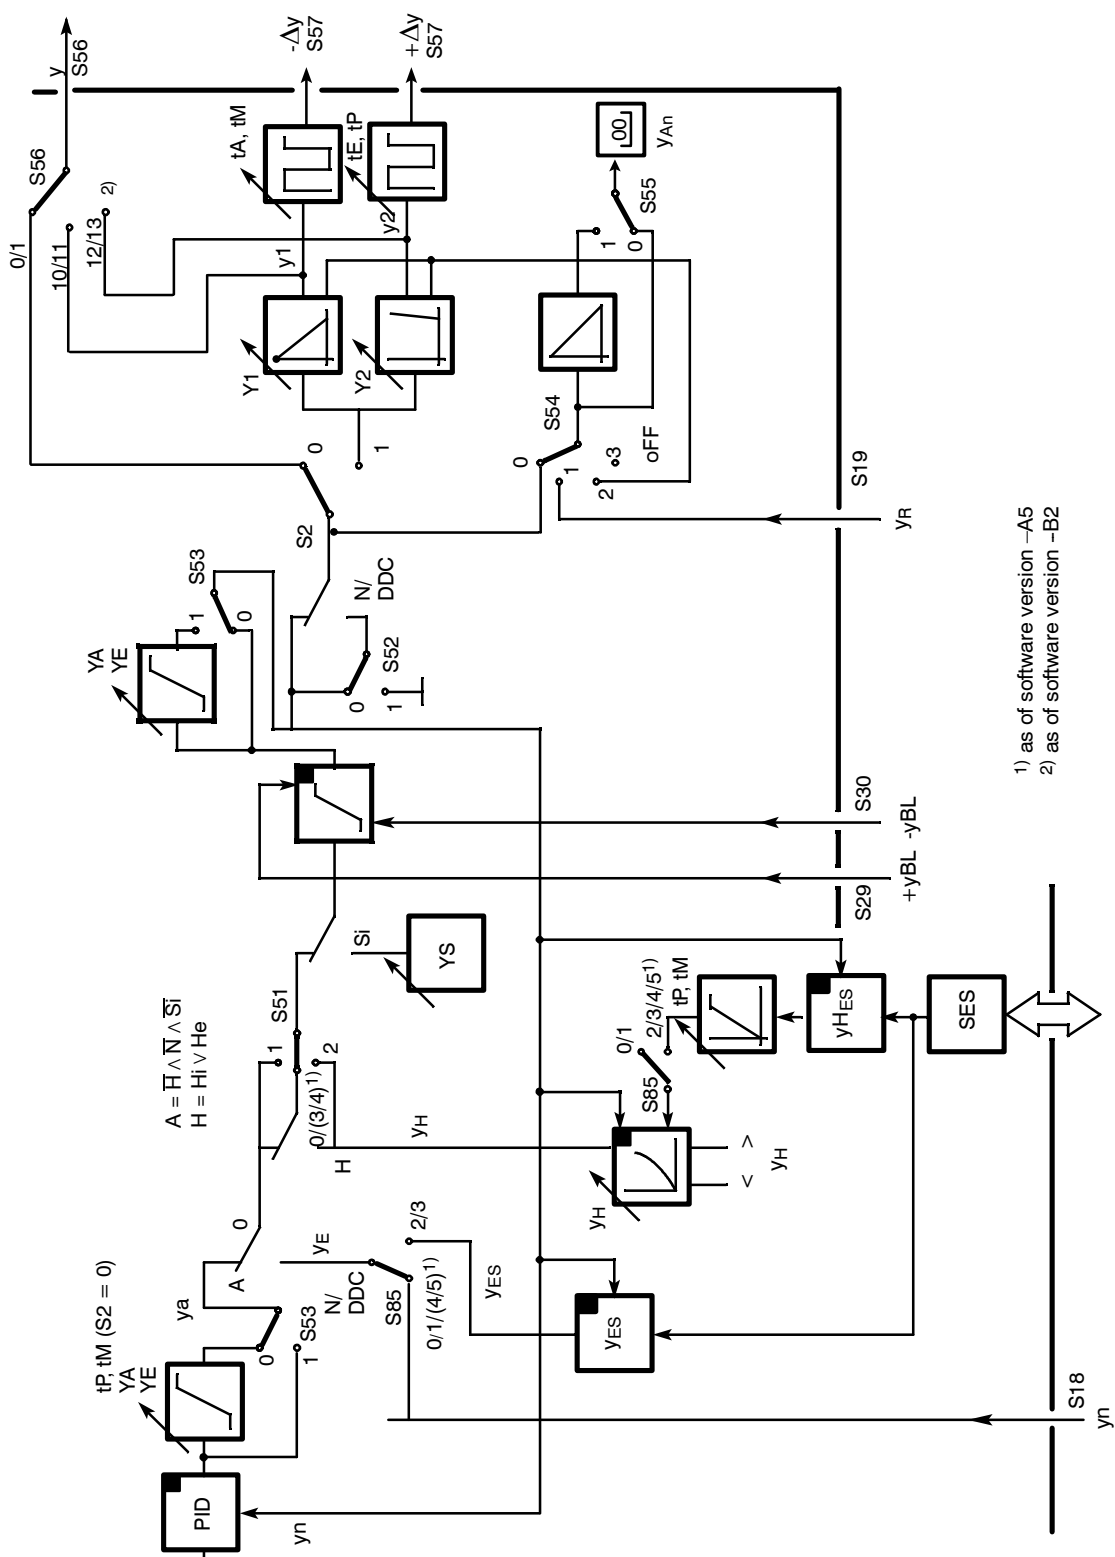 y
S56
S56
0/1
10/11
12/13
2)
-Δy
S57
+Δy
S57
tA, tM
tE, tP
y1
y2
Y1
Y2
00
yAn
S55
1
0
S54
0
1
2
3
oFF
S2
0
1
S53
1
0
YA
YE
N/
DDC
S52
0
1
S19
yR
S30
+yBL -yBL
S29
1) as of software version –A5
2) as of software version -B2
A = H ∧ N ∧ Si
H = Hi ∨ He
S51
1
2
0/(3/4)1)
Si
YS
H
yH
yH
< >
yH
S85
0/1
2/3/4/5 1)
tP, tM
yHES
SES
0
A
ya
yE
N/
DDC
S85
0/1/(4/5)1)
2/3
yES
yES
tP, tM (S2 = 0)
YA
YE
S53
0
1
PID
yn
S18
yn